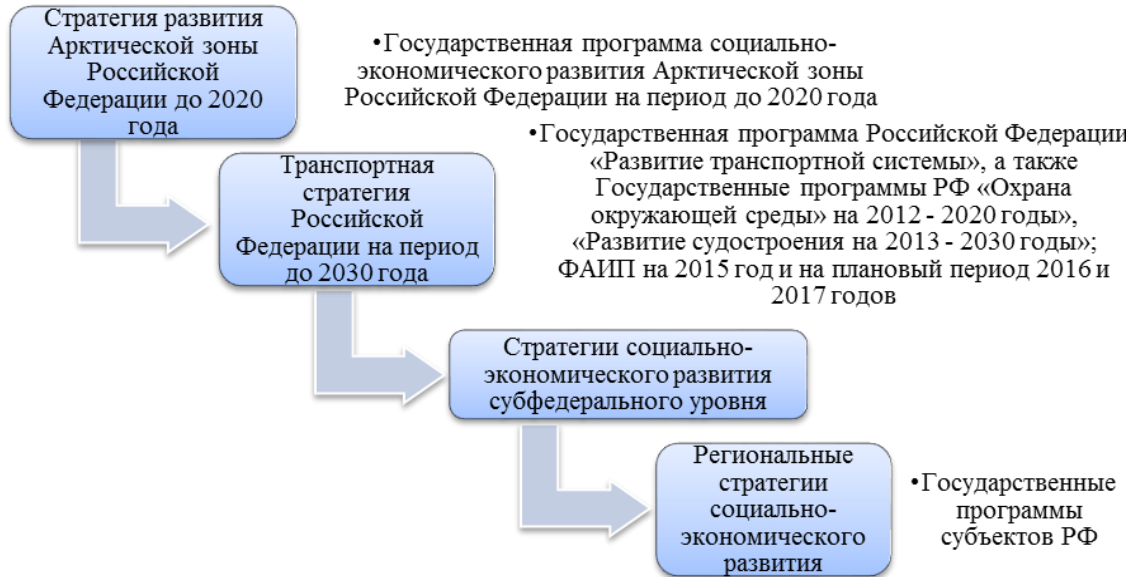 Стратегия развития
Арктической зоны
Российской
Федерации до 2020
года
•Государственная программа социально-
экономического развития Арктической зоны
Российской Федерации на период до 2020 года
Транспортная
стратегия
Российской
Федерации на период
до 2030 года
•Государственная программа Российской Федерации
«Развитие транспортной системы», а также
Государственные программы РФ «Охрана
окружающей среды» на 2012 - 2020 годы»,
«Развитие судостроения на 2013 - 2030 годы»;
ФАИП на 2015 год и на плановый период 2016 и
2017 годов
Стратегии социально-
экономического развития
субфедерального уровня
Региональные
стратегии
социально-
экономического
развития
•Государственные
программы
субъектов РФ